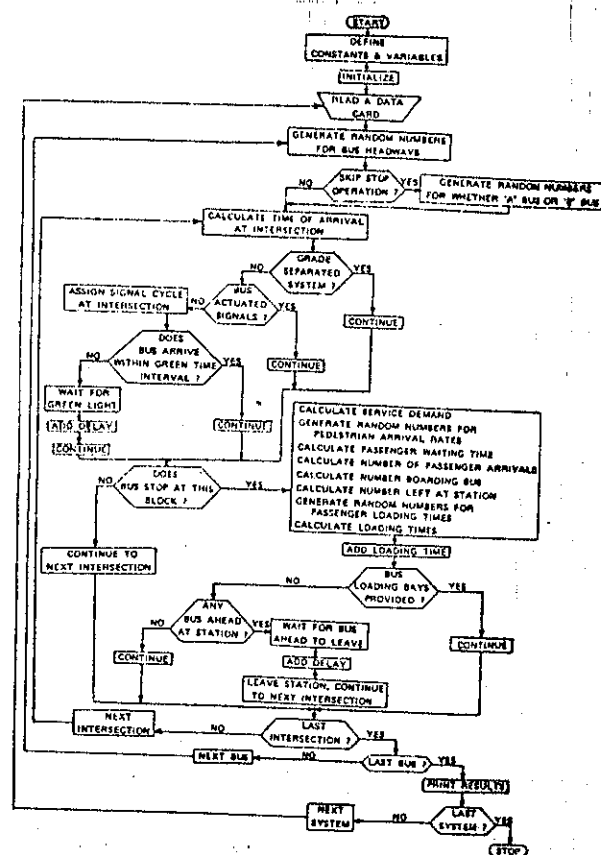 START
DEFINE
CONSTANTS & VARIABLES
INITIALIZE
READ A DATA
CARD
GENERATE RANDOM NUMBERS
FOR BUS HEADWAYS
NO
SKIP STOP
OPERATION ?
YES
GENERATE RANDOM NUMBERS
FOR WHETHER 'A' BUS OR 'B' BUS
CALCULATE TIME OF ARRIVAL
AT INTERSECTION
NO
GRADE
SEPARATED
SYSTEM ?
YES
ASSIGN SIGNAL CYCLE
AT INTERSECTION
NO
BUS
ACTUATED
SIGNALS ?
YES
CONTINUE
NO
DOES
BUS ARRIVE
WITHIN GREEN TIME
INTERVAL ?
YES
CONTINUE
WAIT FOR
GREEN LIGHT
ADD DELAY
CONTINUE
CONTINUE
CALCULATE SERVICE DEMAND
GENERATE RANDOM NUMBERS FOR
PEDESTRIAN ARRIVAL RATES
CALCULATE PASSENGER WAITING TIME
CALCULATE NUMBER OF PASSENGER ARRIVALS
CALCULATE NUMBER BOARDING BUS
CALCULATE NUMBER LEFT AT STATION
GENERATE RANDOM NUMBERS FOR
PASSENGER LOADING TIMES
CALCULATE LOADING TIMES
NO
DOES
BUS STOP AT THIS
BLOCK ?
YES
ADD LOADING TIME
CONTINUE TO
NEXT INTERSECTION
NO
BUS
LOADING BAYS
PROVIDED ?
YES
NO
ANY
BUS AHEAD
AT STATION ?
YES
WAIT FOR BUS
AHEAD TO LEAVE
CONTINUE
CONTINUE
ADD DELAY
LEAVE STATION, CONTINUE
TO NEXT INTERSECTION
NEXT
INTERSECTION
NO
LAST
INTERSECTION ?
YES
NEXT BUS
NO
LAST BUS ?
YES
PRINT RESULTS
NEXT
SYSTEM
NO
LAST
SYSTEM ?
YES
STOP